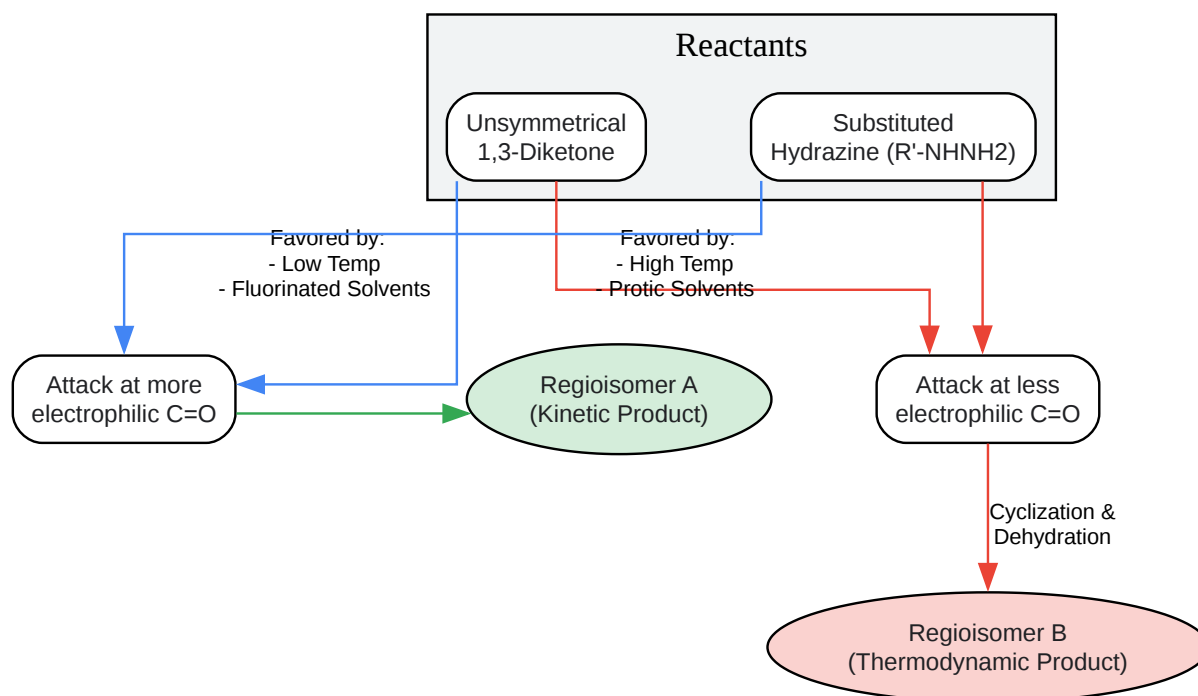 Reactants
Unsymmetrical
1,3-Diketone
Substituted
Hydrazine (R'-NHNH2)
Favored by:
- Low Temp
- Fluorinated Solvents
Favored by:
- High Temp
- Protic Solvents
Attack at more
electrophilic C=O
Regioisomer A
(Kinetic Product)
Attack at less
electrophilic C=O
Cyclization &
Dehydration
Regioisomer B
(Thermodynamic Product)